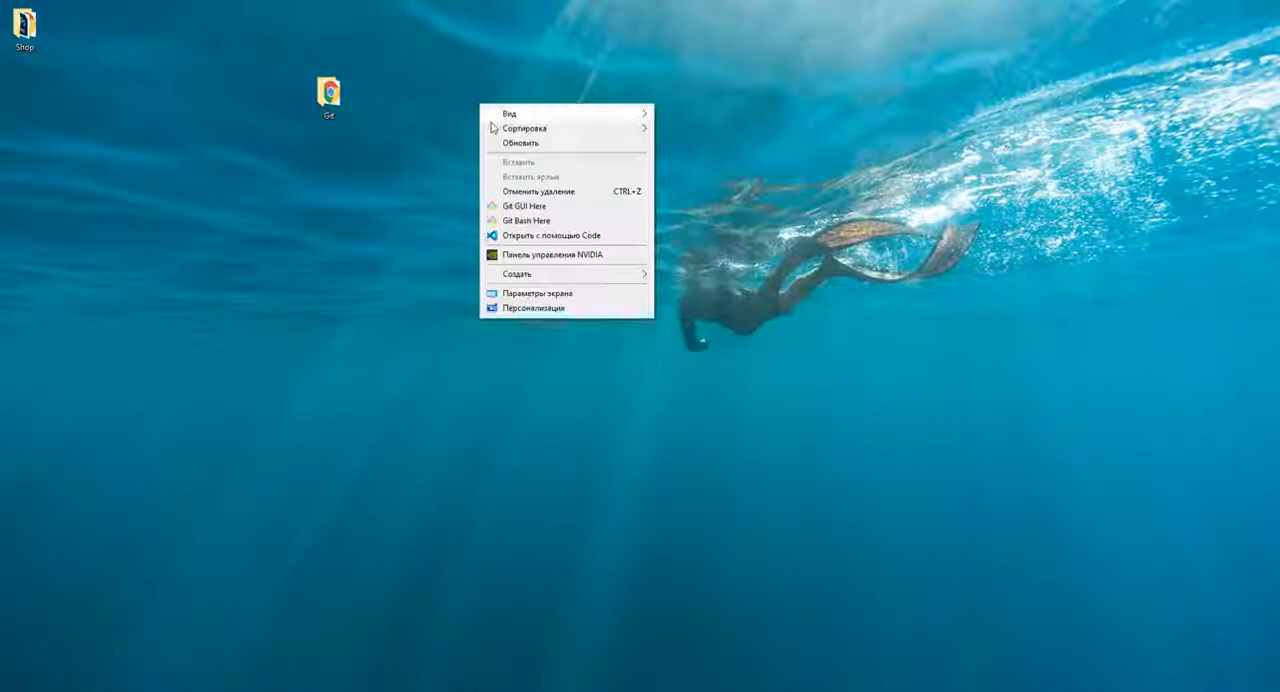 Shop
Git
Вид
Сортировка
Обновить
Вставить
Вставить ярлык
Отменить удаление CTRL+Z
Git GUI Here
Git Bash Here
Открыть с помощью Code
Панель управления NVIDIA
Создать
Параметры экрана
Персонализация